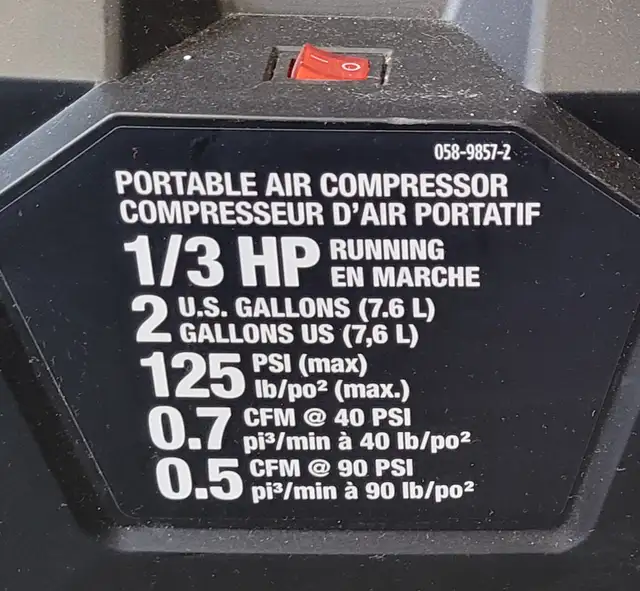 058-9857-2
PORTABLE AIR COMPRESSOR
COMPRESSEUR D'AIR PORTATIF
1/3 HP RUNNING
EN MARCHE
2 U.S. GALLONS (7.6 L)
GALLONS US (7,6 L)
125 PSI (max)
lb/po² (max.)
0.7 CFM @ 40 PSI
pi³/min à 40 lb/po²
0.5 CFM @ 90 PSI
pi³/min à 90 lb/po²